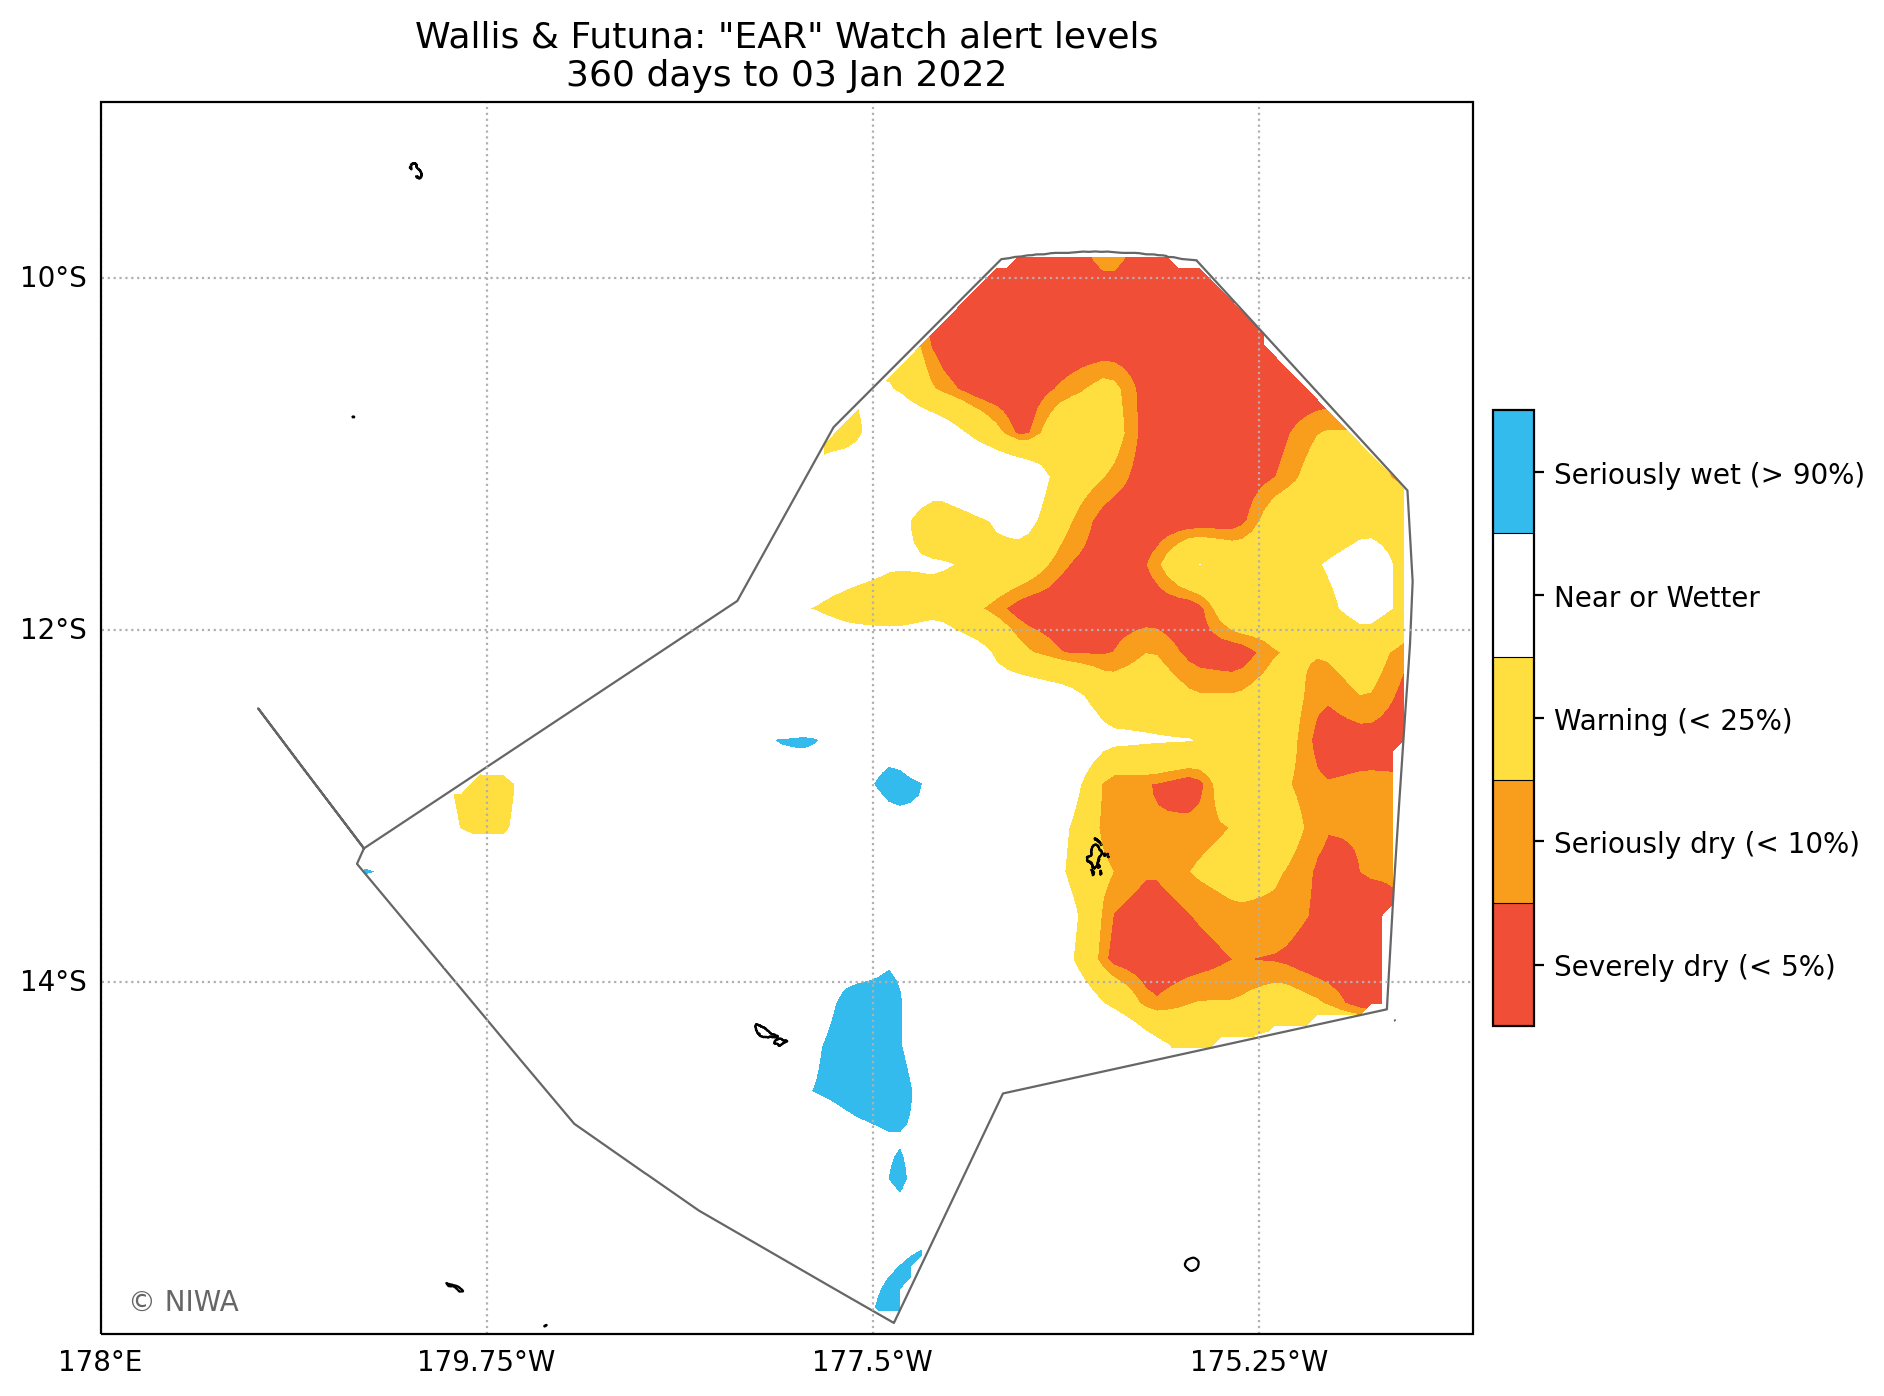 Wallis & Futuna: "EAR" Watch alert levels
360 days to 03 Jan 2022
10°S
12°S
14°S
178°E
179.75°W
177.5°W
175.25°W
Seriously wet (> 90%)
Near or Wetter
Warning (< 25%)
Seriously dry (< 10%)
Severely dry (< 5%)
© NIWA